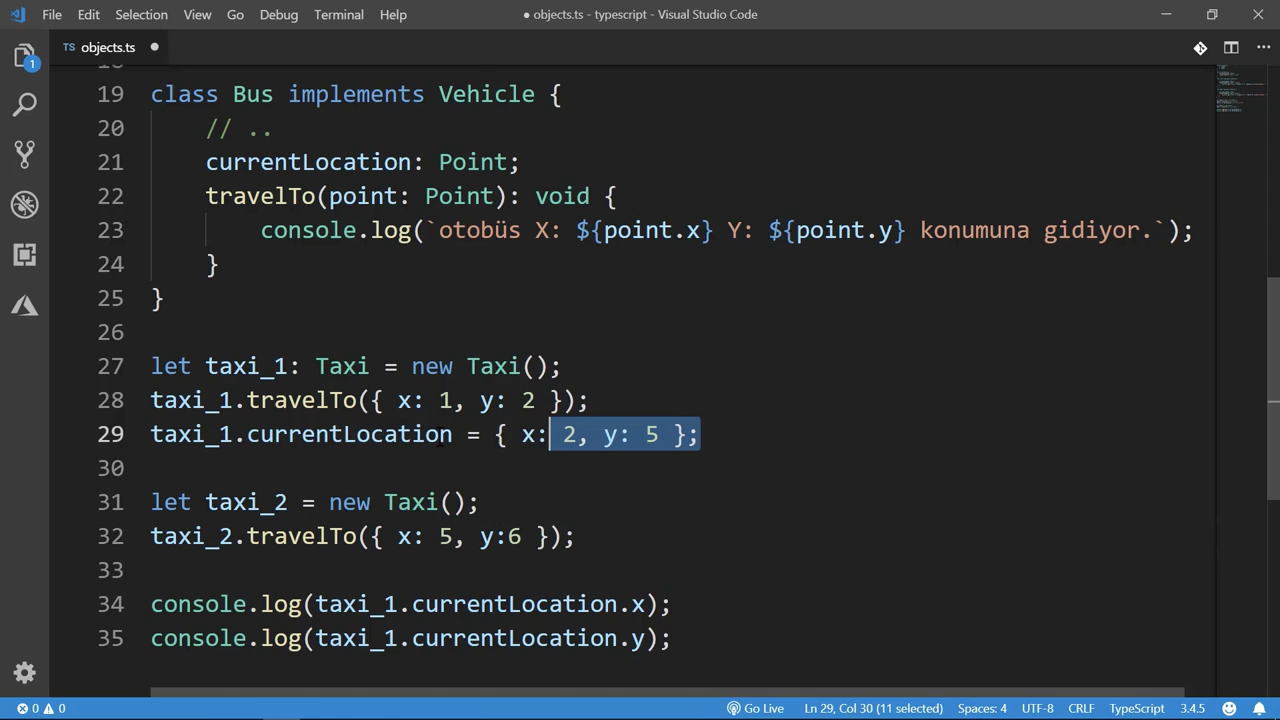 File Edit Selection View Go Debug Terminal Help
● objects.ts - typescript - Visual Studio Code
TS objects.ts ●
1
19 class Bus implements Vehicle {
20 // ..
21 currentLocation: Point;
22 travelTo(point: Point): void {
23 console.log(`otobüs X: ${point.x} Y: ${point.y} konumuna gidiyor.`);
24 }
25 }
26
27 let taxi_1: Taxi = new Taxi();
28 taxi_1.travelTo({ x: 1, y: 2 });
29 taxi_1.currentLocation = { x: 2, y: 5 };
30
31 let taxi_2 = new Taxi();
32 taxi_2.travelTo({ x: 5, y:6 });
33
34 console.log(taxi_1.currentLocation.x);
35 console.log(taxi_1.currentLocation.y);
0 0 Go Live Ln 29, Col 30 (11 selected) Spaces: 4 UTF-8 CRLF TypeScript 3.4.5